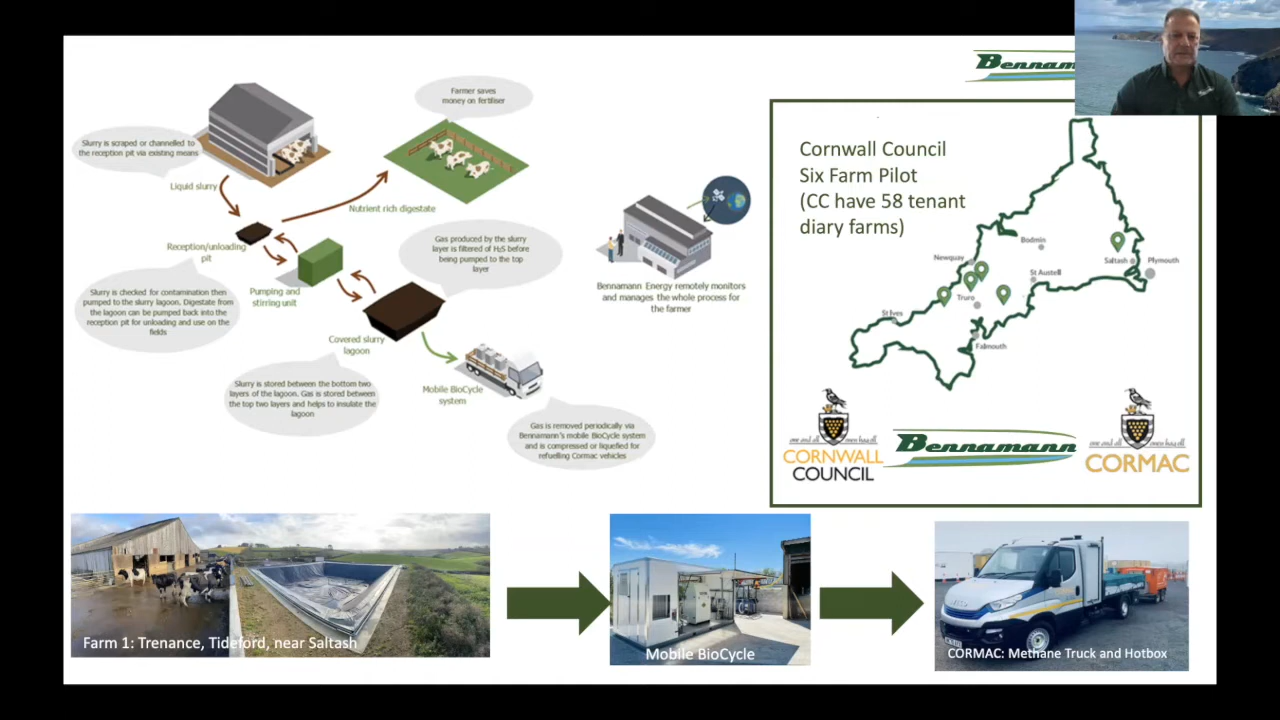 Bennam
Farmer saves
money on fertiliser
Slurry is scraped or channelled to
the reception pit via existing means
Liquid slurry
Nutrient rich digestate
Reception/unloading
pit
Gas produced by the slurry
layer is filtered of H₂S before
being pumped to the top
layer
Pumping and
stirring unit
Slurry is checked for contamination then
pumped to the slurry lagoon. Digestate from
the lagoon can be pumped back into the
reception pit for unloading and use on the
fields
Covered slurry
lagoon
Slurry is stored between the bottom two
layers of the lagoon. Gas is stored between
the top two layers and helps to insulate the
lagoon
Mobile BioCycle
system
Gas is removed periodically via
Bennamann's mobile BioCycle system
and is compressed or liquefied for
refuelling Cormac vehicles
Bennamann Energy remotely monitors
and manages the whole process for
the farmer
Cornwall Council
Six Farm Pilot
(CC have 58 tenant
diary farms)
Bodmin
Newquay
Saltash
Plymouth
St Austell
Truro
St Ives
Falmouth
one and all onen hag oll
CORNWALL
COUNCIL
Bennamann
one and all onen hag oll
CORMAC
Farm 1: Trenance, Tideford, near Saltash
Mobile BioCycle
CORMAC: Methane Truck and Hotbox